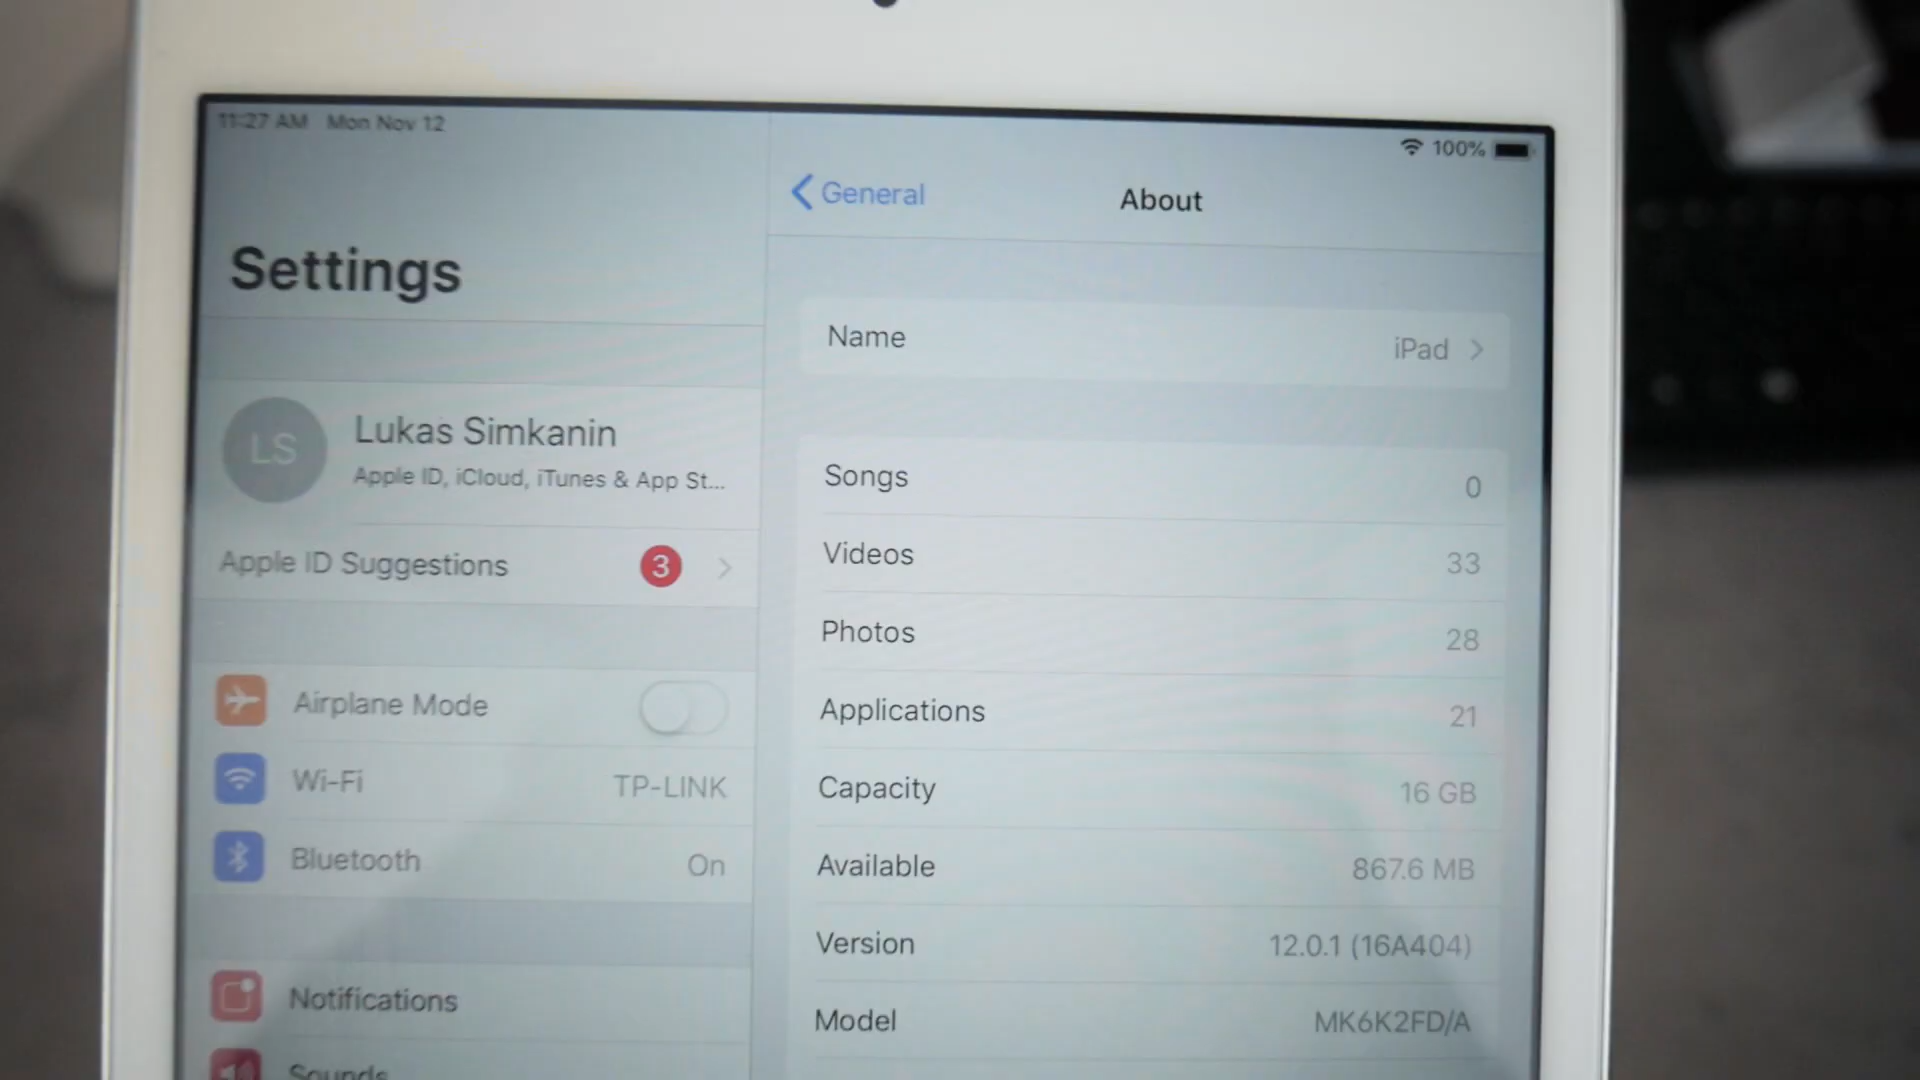 11:27 AM Mon Nov 12
100%
Settings
LS
Lukas Simkanin
Apple ID, iCloud, iTunes & App St...
Apple ID Suggestions 3
Airplane Mode
Wi-Fi TP-LINK
Bluetooth On
Notifications
Sounds
General
About
Name iPad
Songs 0
Videos 33
Photos 28
Applications 21
Capacity 16 GB
Available 867.6 MB
Version 12.0.1 (16A404)
Model MK6K2FD/A